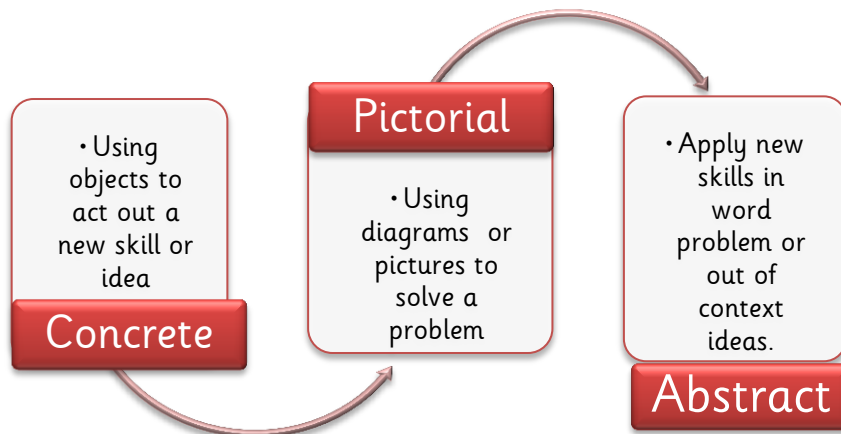 • Using
objects to
act out a
new skill or
idea
Concrete
Pictorial
• Using
diagrams or
pictures to
solve a
problem
• Apply new
skills in
word
problem or
out of
context
ideas.
Abstract